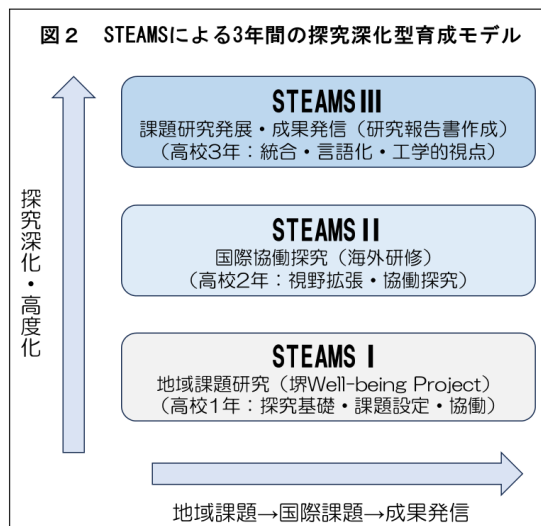 図2 STEAMSによる3年間の探究深化型育成モデル
STEAMSⅢ
課題研究発展・成果発信（研究報告書作成）
（高校3年：統合・言語化・工学的視点）
STEAMSⅡ
国際協働探究（海外研修）
（高校2年：視野拡張・協働探究）
STEAMSⅠ
地域課題研究（堺Well-being Project）
（高校1年：探究基礎・課題設定・協働）
探究深化・高度化
地域課題→国際課題→成果発信